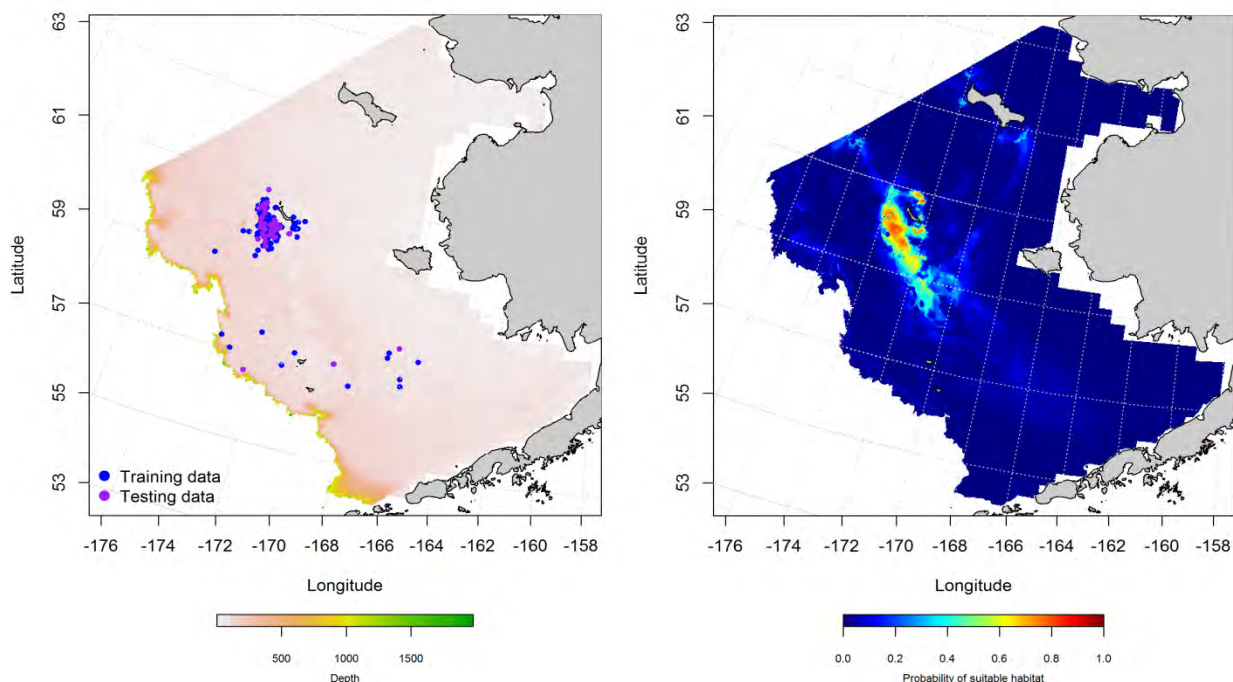 63
61
59
57
55
53
Latitude
Training data
Testing data
-176 -174 -172 -170 -168 -166 -164 -162 -160 -158
Longitude
500 1000 1500
Depth
63
61
59
57
55
53
Latitude
-176 -174 -172 -170 -168 -166 -164 -162 -160 -158
Longitude
0.0 0.2 0.4 0.6 0.8 1.0
Probability of suitable habitat